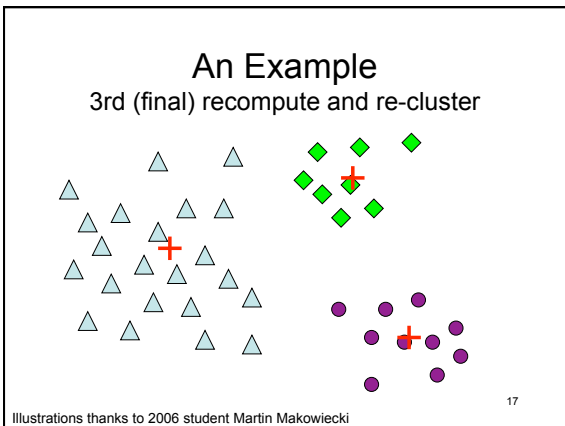 An Example
3rd (final) recompute and re-cluster
17
Illustrations thanks to 2006 student Martin Makowiecki